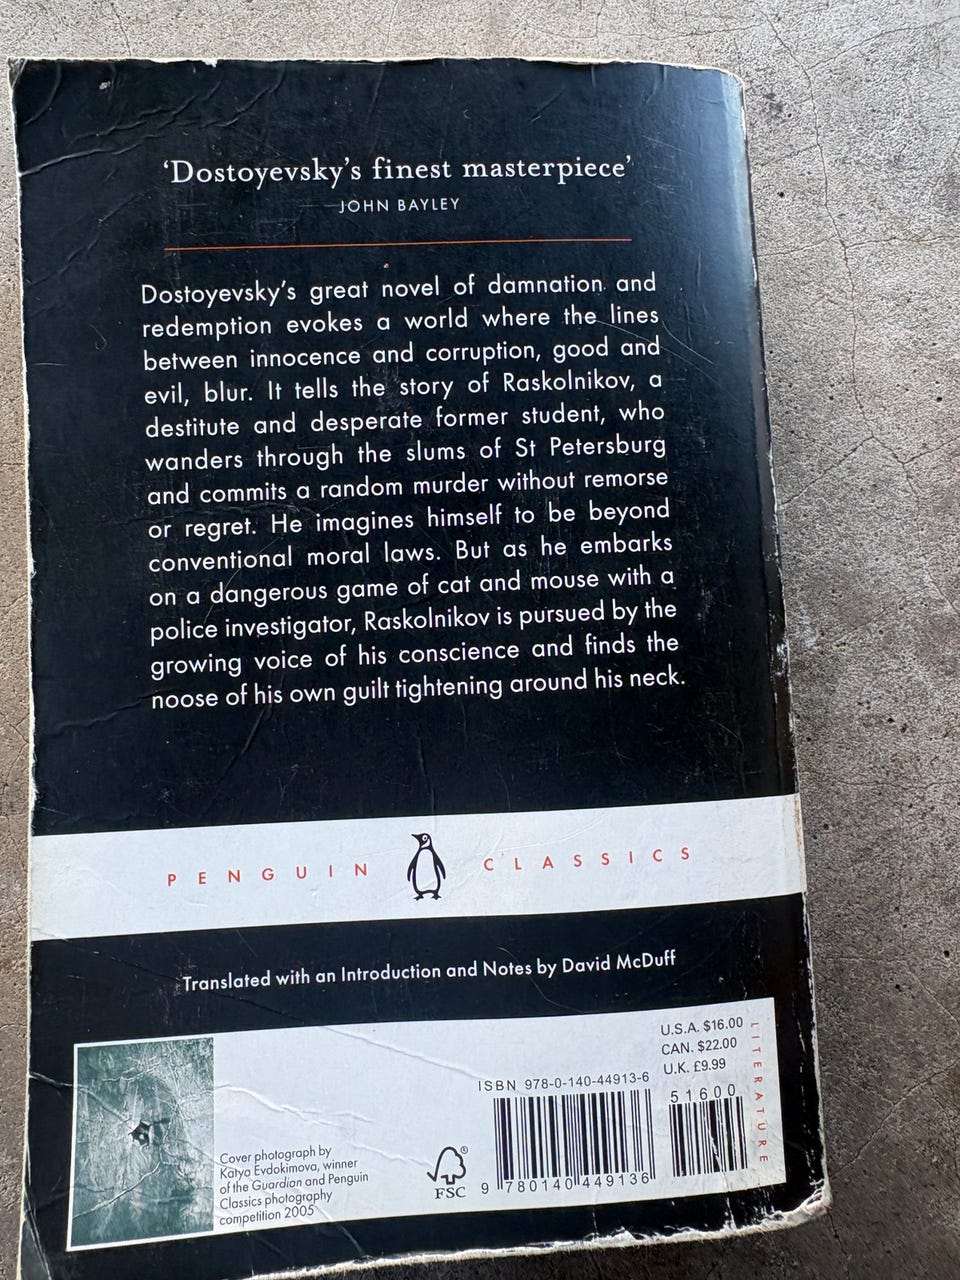 ‘Dostoyevsky’s finest masterpiece’
JOHN BAYLEY
Dostoyevsky’s great novel of damnation and
redemption evokes a world where the lines
between innocence and corruption, good and
evil, blur. It tells the story of Raskolnikov, a
destitute and desperate former student, who
wanders through the slums of St Petersburg
and commits a random murder without remorse
or regret. He imagines himself to be beyond
conventional moral laws. But as he embarks
on a dangerous game of cat and mouse with a
police investigator, Raskolnikov is pursued by the
growing voice of his conscience and finds the
noose of his own guilt tightening around his neck.
PENGUIN CLASSICS
Translated with an Introduction and Notes by David McDuff
Cover photograph by
Katya Evdokimova, winner
of the Guardian and Penguin
Classics photography
competition 2005
FSC®
ISBN 978-0-140-44913-6
9 780140 449136
U.S.A. $16.00
CAN. $22.00
U.K. £9.99
51600
LITERATURE